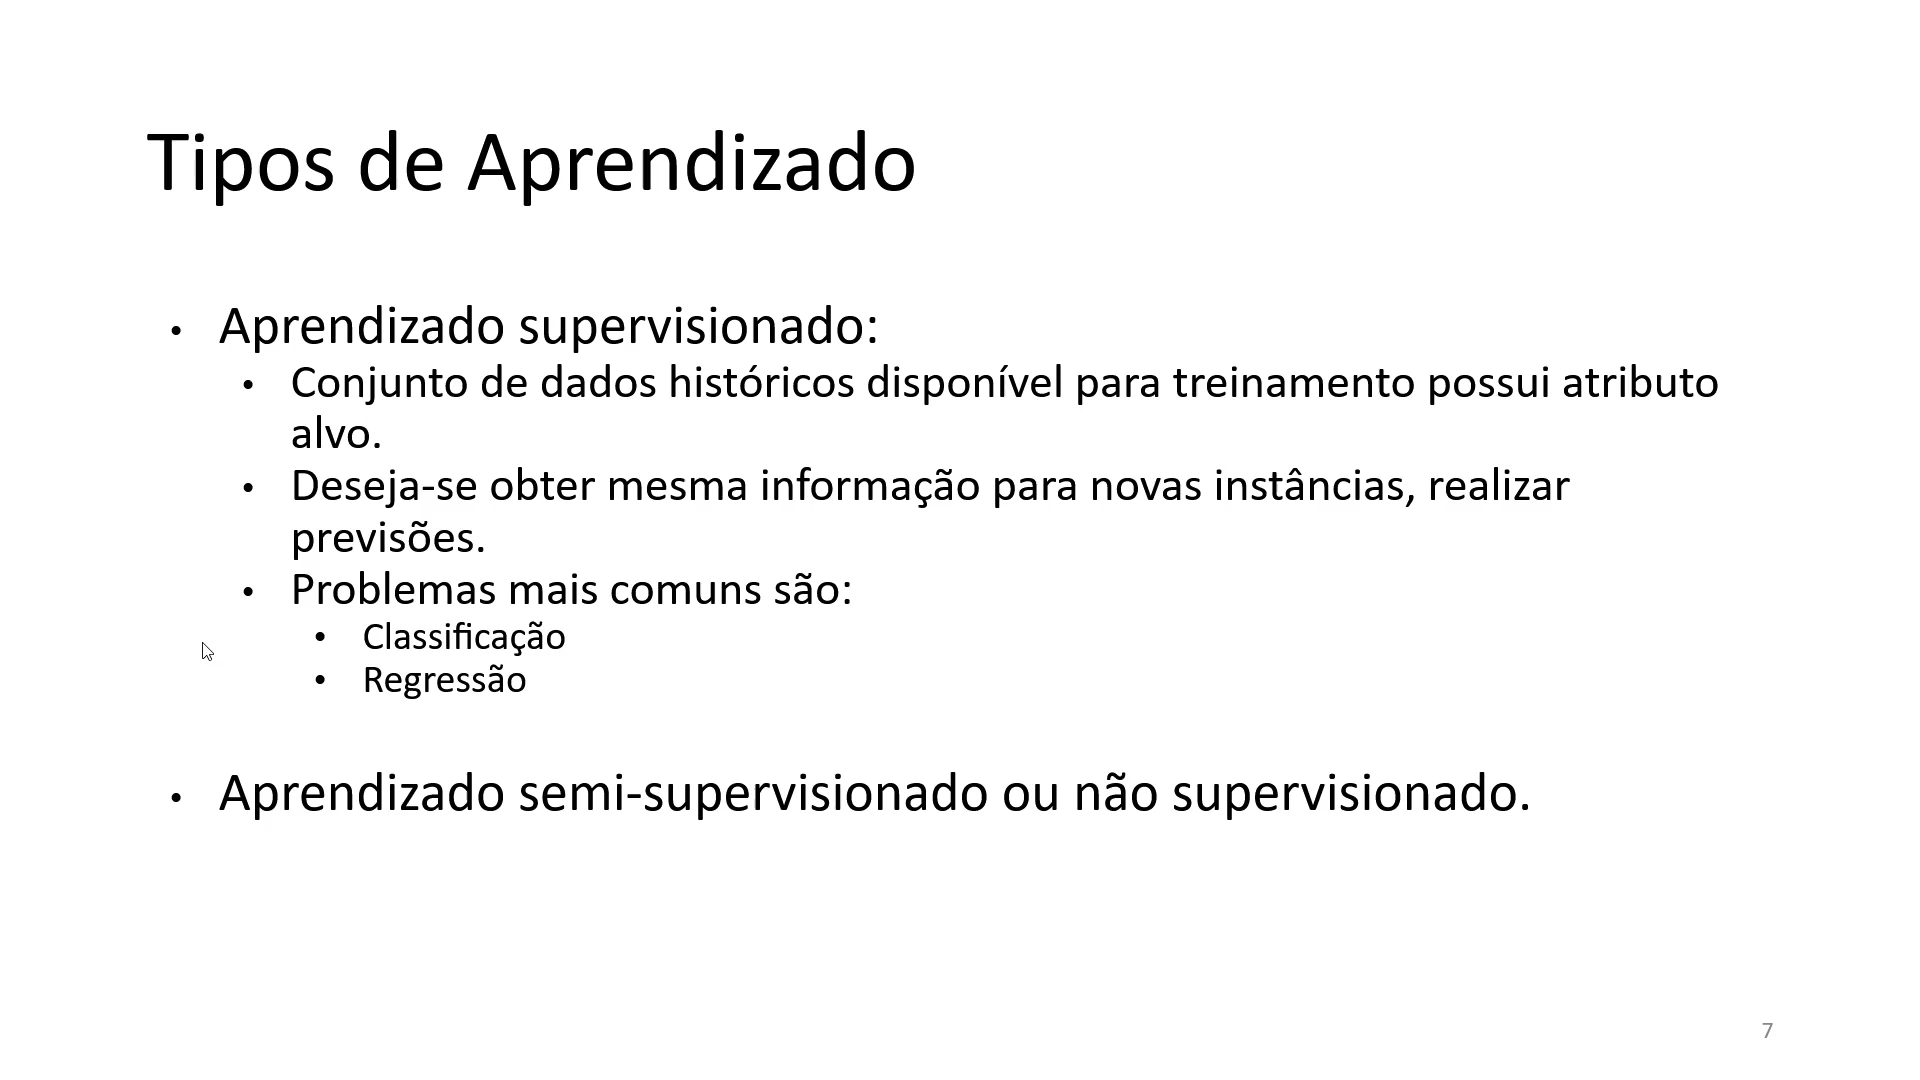 Tipos de Aprendizado
• Aprendizado supervisionado:
• Conjunto de dados históricos disponível para treinamento possui atributo
alvo.
• Deseja-se obter mesma informação para novas instâncias, realizar
previsões.
• Problemas mais comuns são:
• Classificação
• Regressão
• Aprendizado semi-supervisionado ou não supervisionado.
7